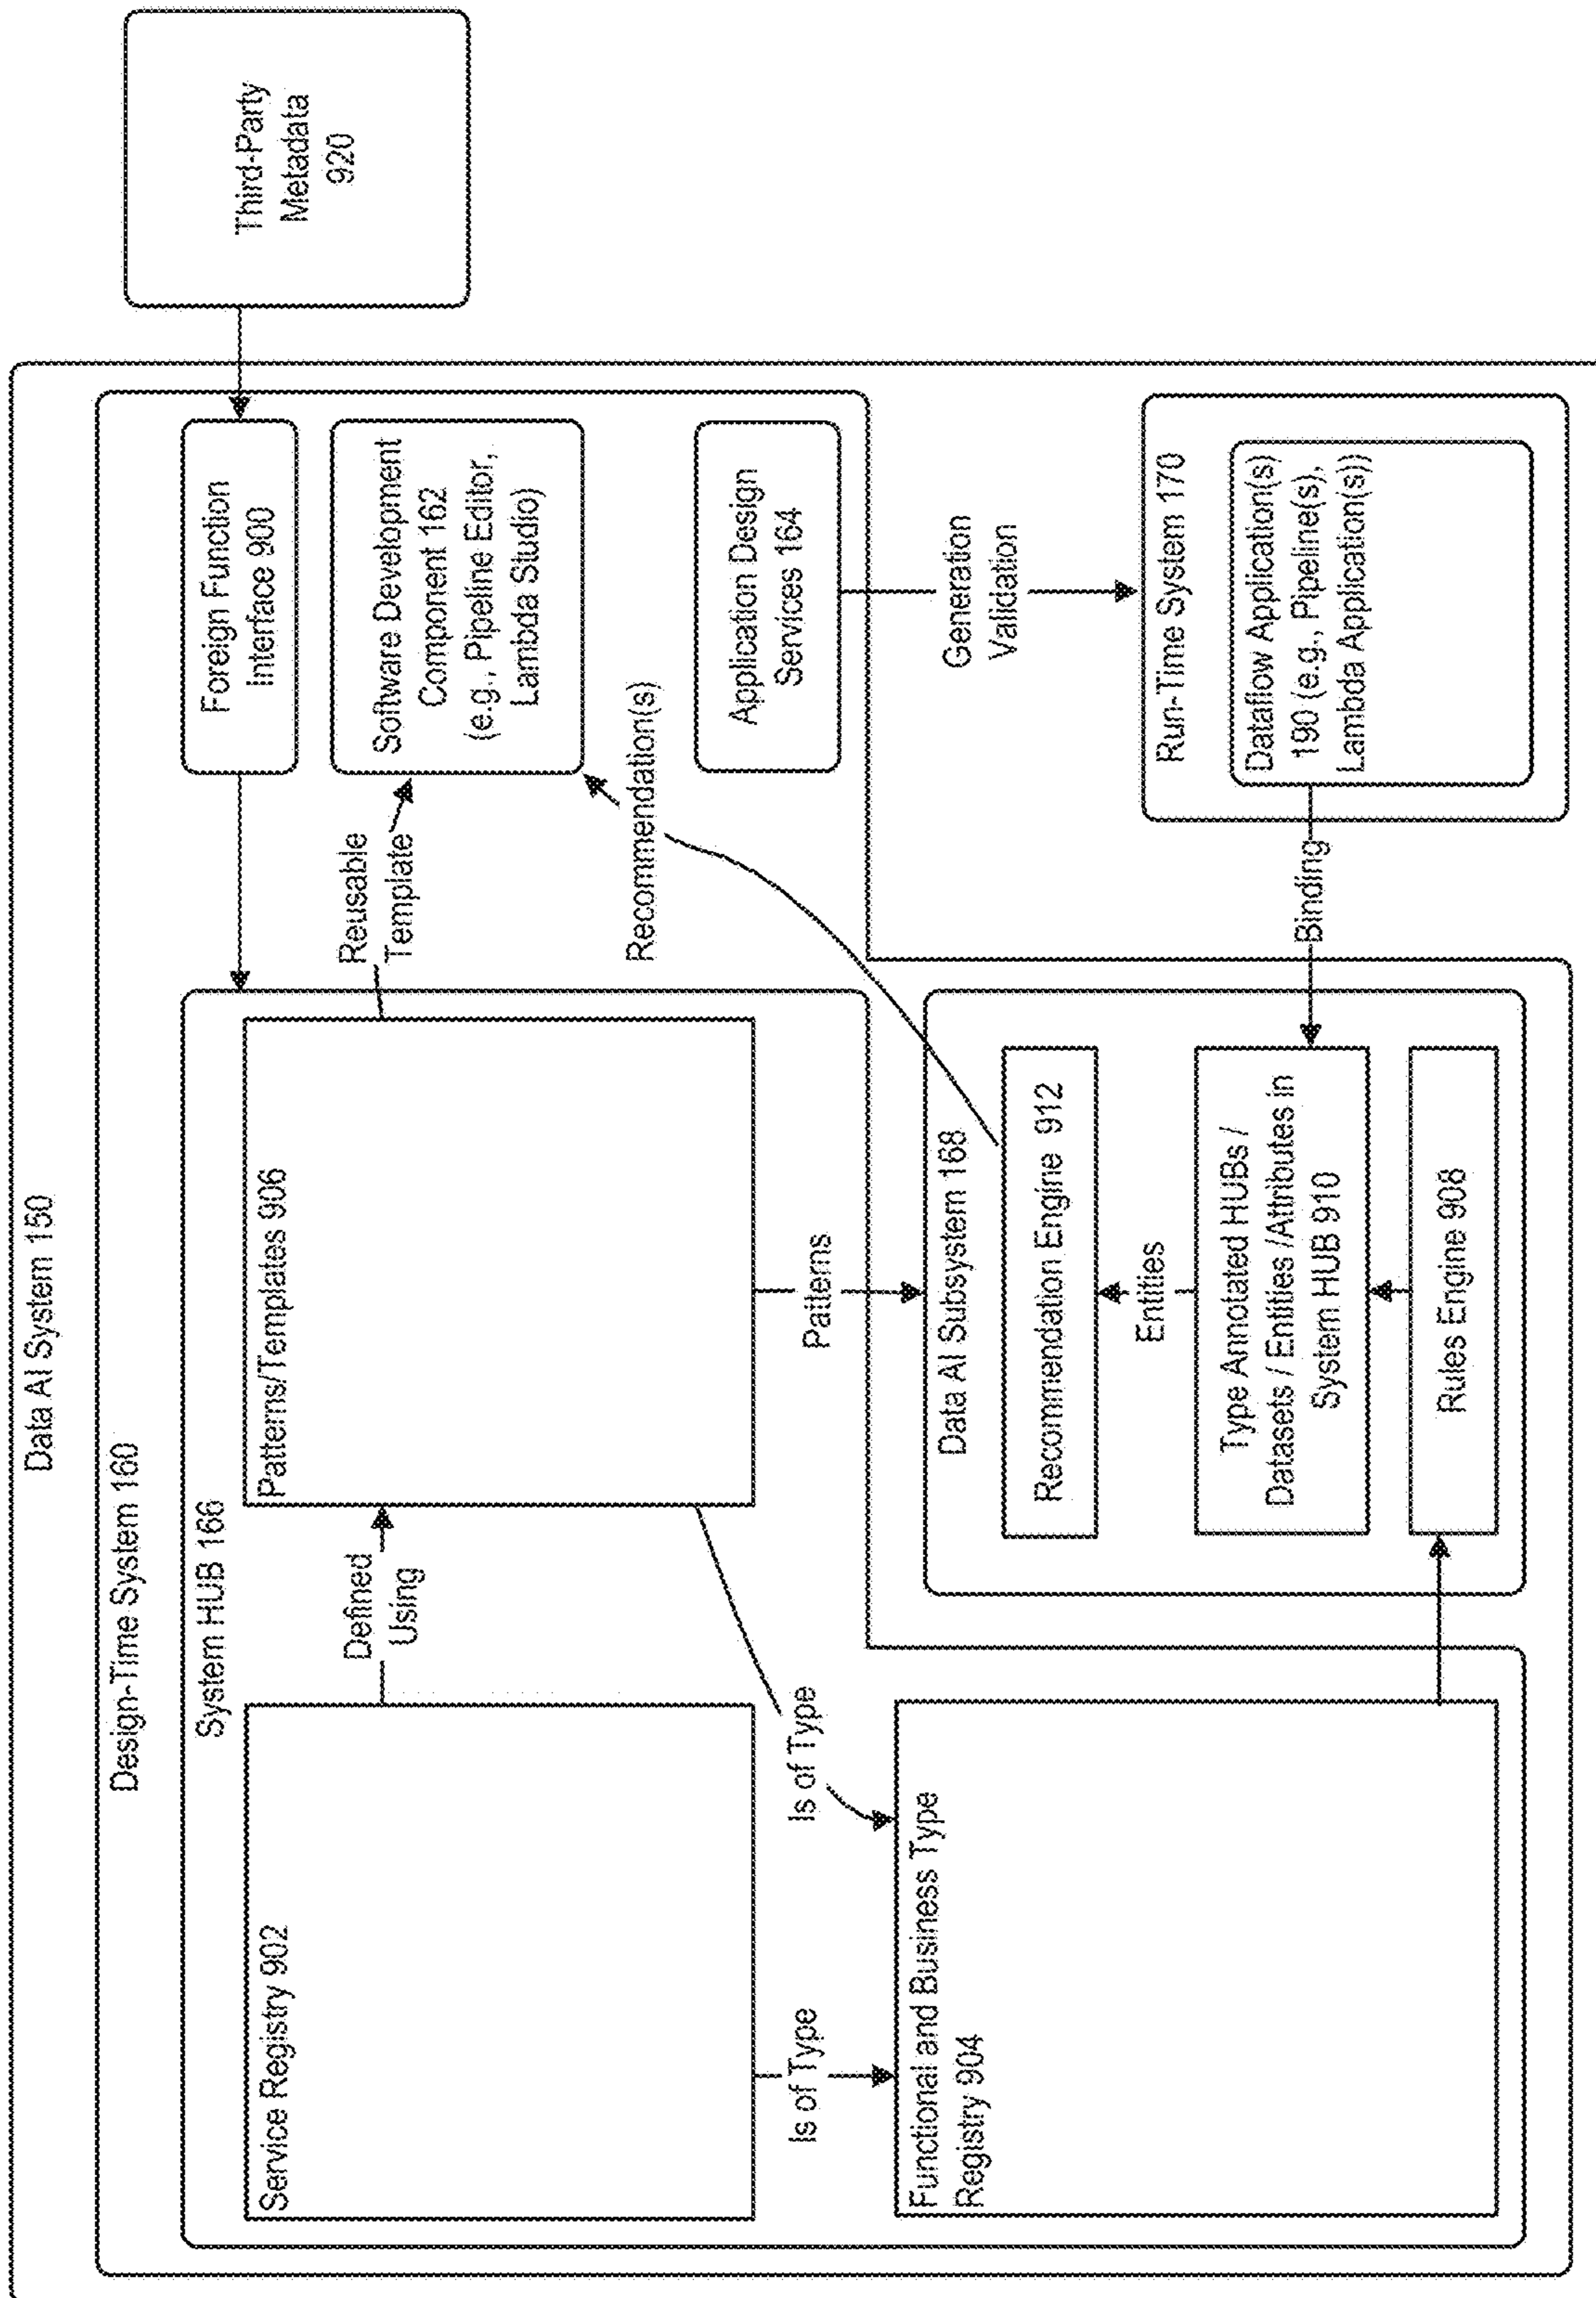 Data AI System 150
Design-Time System 160
System HUB 166
Service Registry 902
Defined
Using
Patterns/Templates 906
Reusable
Template
Foreign Function
Interface 900
Third-Party
Metadata
920
Software Development
Component 162
(e.g., Pipeline Editor,
Lambda Studio)
Recommendation(s)
Application Design
Services 164
Is of Type
Is of Type
Patterns
Generation
Validation
Functional and Business Type
Registry 904
Data AI Subsystem 168
Recommendation Engine 912
Entities
Type Annotated HUBs /
Datasets / Entities /Attributes in
System HUB 910
Rules Engine 908
Binding
Run-Time System 170
Dataflow Application(s)
190 (e.g., Pipeline(s),
Lambda Application(s))